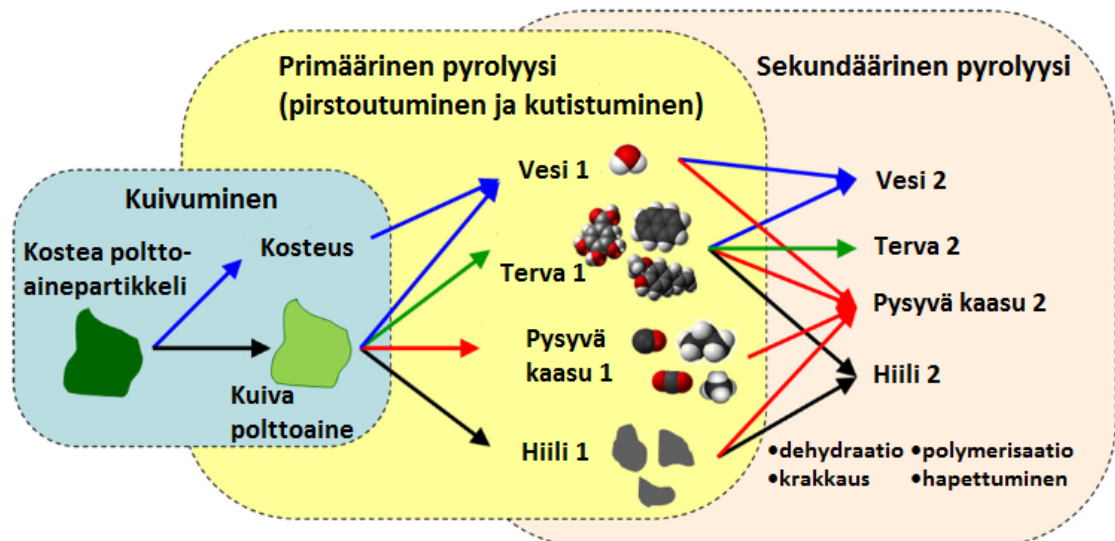 Primäärinen pyrolyysi
(pirstoutuminen ja kutistuminen)
Sekundäärinen pyrolyysi
Kuivuminen
Kostea poltto-
ainepartikkeli
Kosteus
Kuiva
polttoaine
Vesi 1
Terva 1
Pysyvä
kaasu 1
Hiili 1
Vesi 2
Terva 2
Pysyvä kaasu 2
Hiili 2
•dehydraatio •polymerisaatio
•krakkaus •hapettuminen